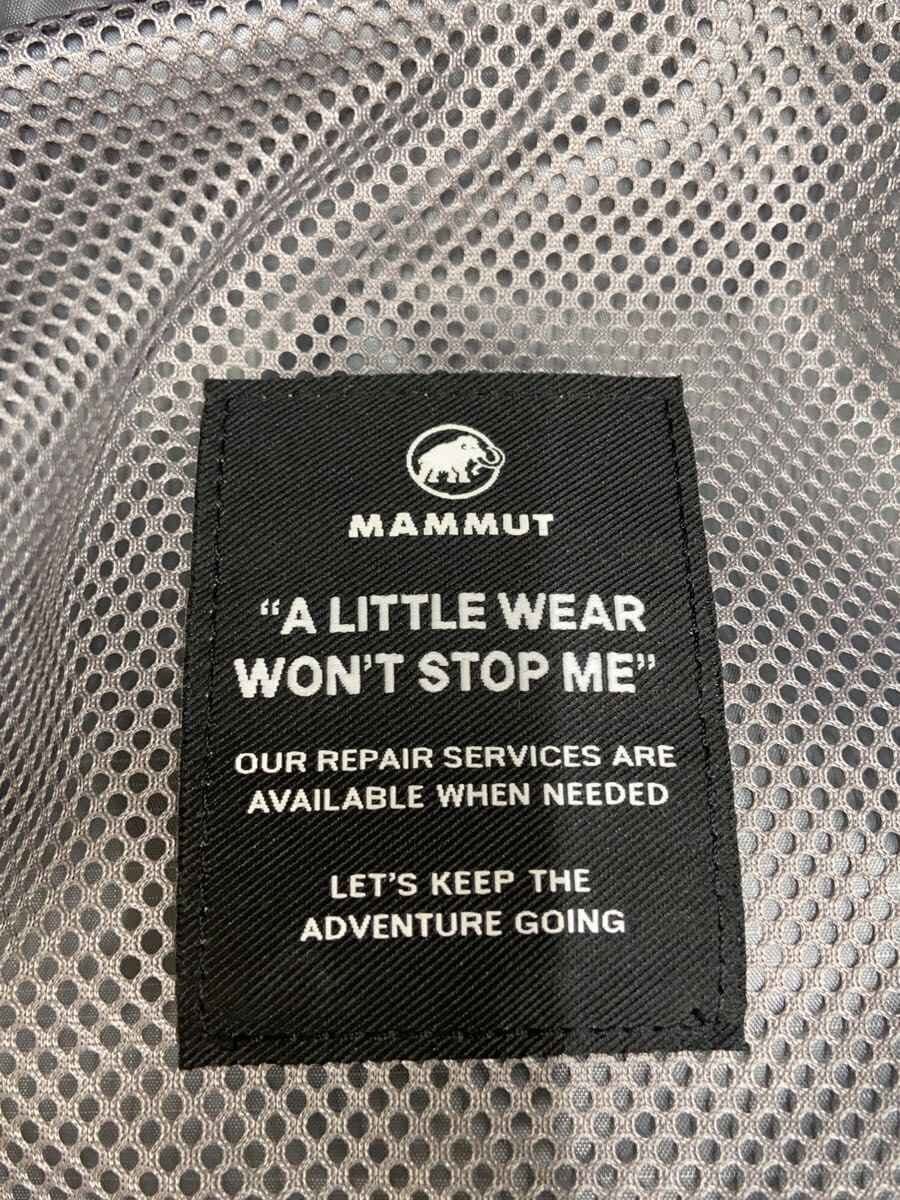 MAMMUT
“A LITTLE WEAR
WON'T STOP ME”
OUR REPAIR SERVICES ARE
AVAILABLE WHEN NEEDED
LET'S KEEP THE
ADVENTURE GOING